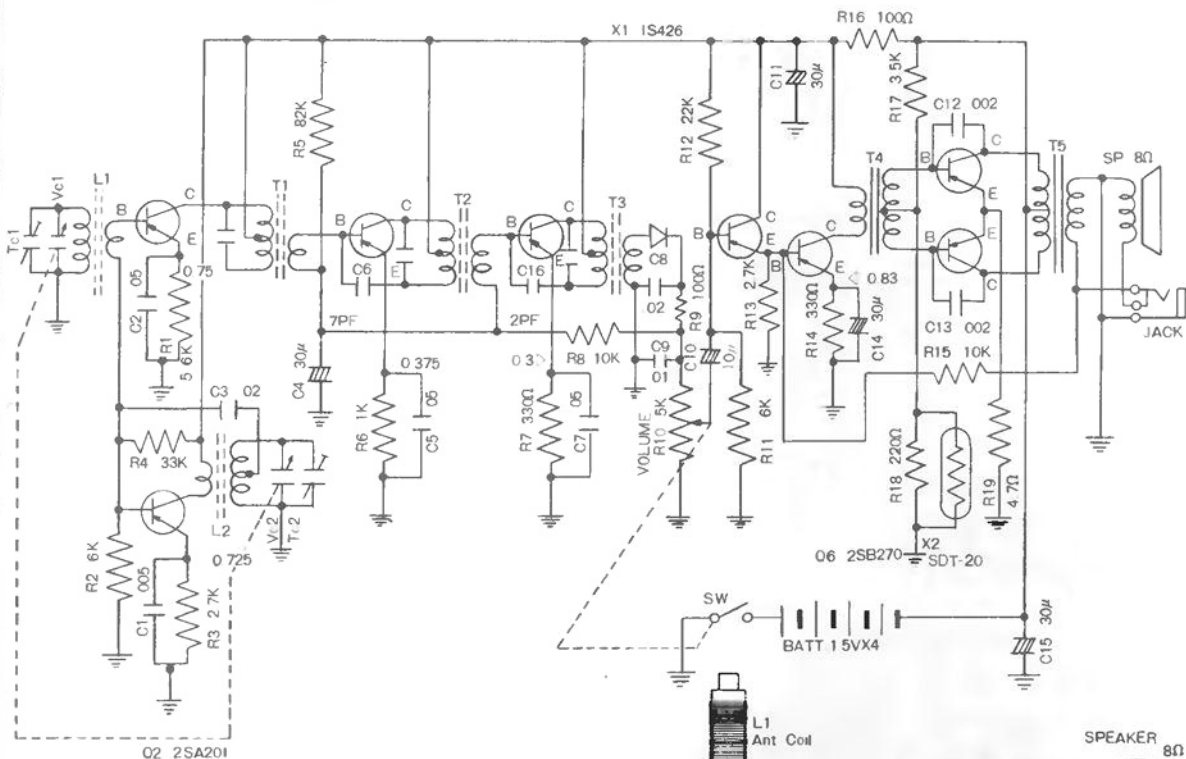 X1 IS426
R16 100Ω
C11 30μ
R17 3.5K
C12 002
R5 82K
R12 22K
Vc1
L1
Tc1
B
C
E
T1
B
C
E
T2
B
C
E
T3
C8
B
C
E
B
C
E
T4
B
C
E
B
E
C
T5
SP 8Ω
0.75
C2 05
R1 5.6K
C6
C16
02
R9 100Ω
R13 2.7K
R14 330Ω
C14 30μ
0.83
C13 002
7PF
2PF
R8 10K
C9
01
C10
R15 10K
JACK
C4 30μ
0.375
C3 02
R4 33K
R6 1K
C5 05
R7 330Ω
C7 05
VOLUME
R10 5K
R11 6K
R18 220Ω
R19 4.7Ω
L2
Vc2
Tc2
0.725
R2 6K
C1 005
R3 2.7K
X2
Q6 2SB270
SDT-20
SW
BATT 1.5VX4
C15 30μ
L1
Ant Coil
SPEAKER
8Ω
Q2 2SA201